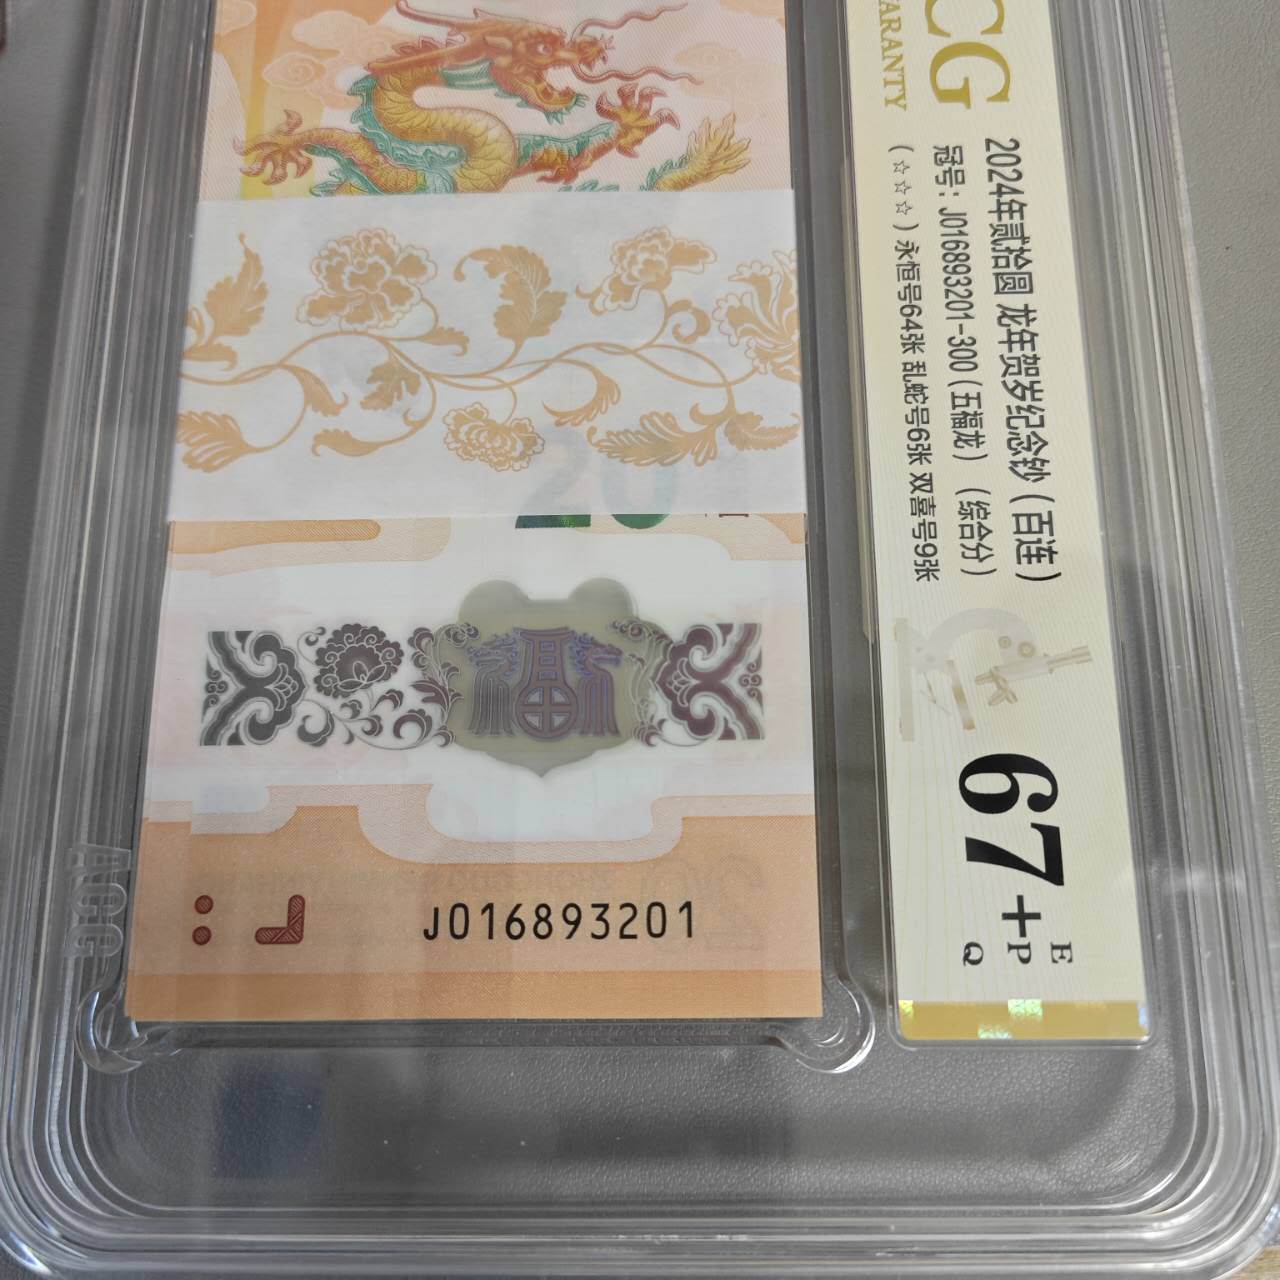 CG
ARANTY
2024年贰拾圆 龙年贺岁纪念钞（百连）
冠号：J016893201-300（五福龙）（综合分）
（☆☆☆）永恒号64张 乱蛇号6张 双喜号9张
67
+
E
P
Q
20
J016893201
ACG